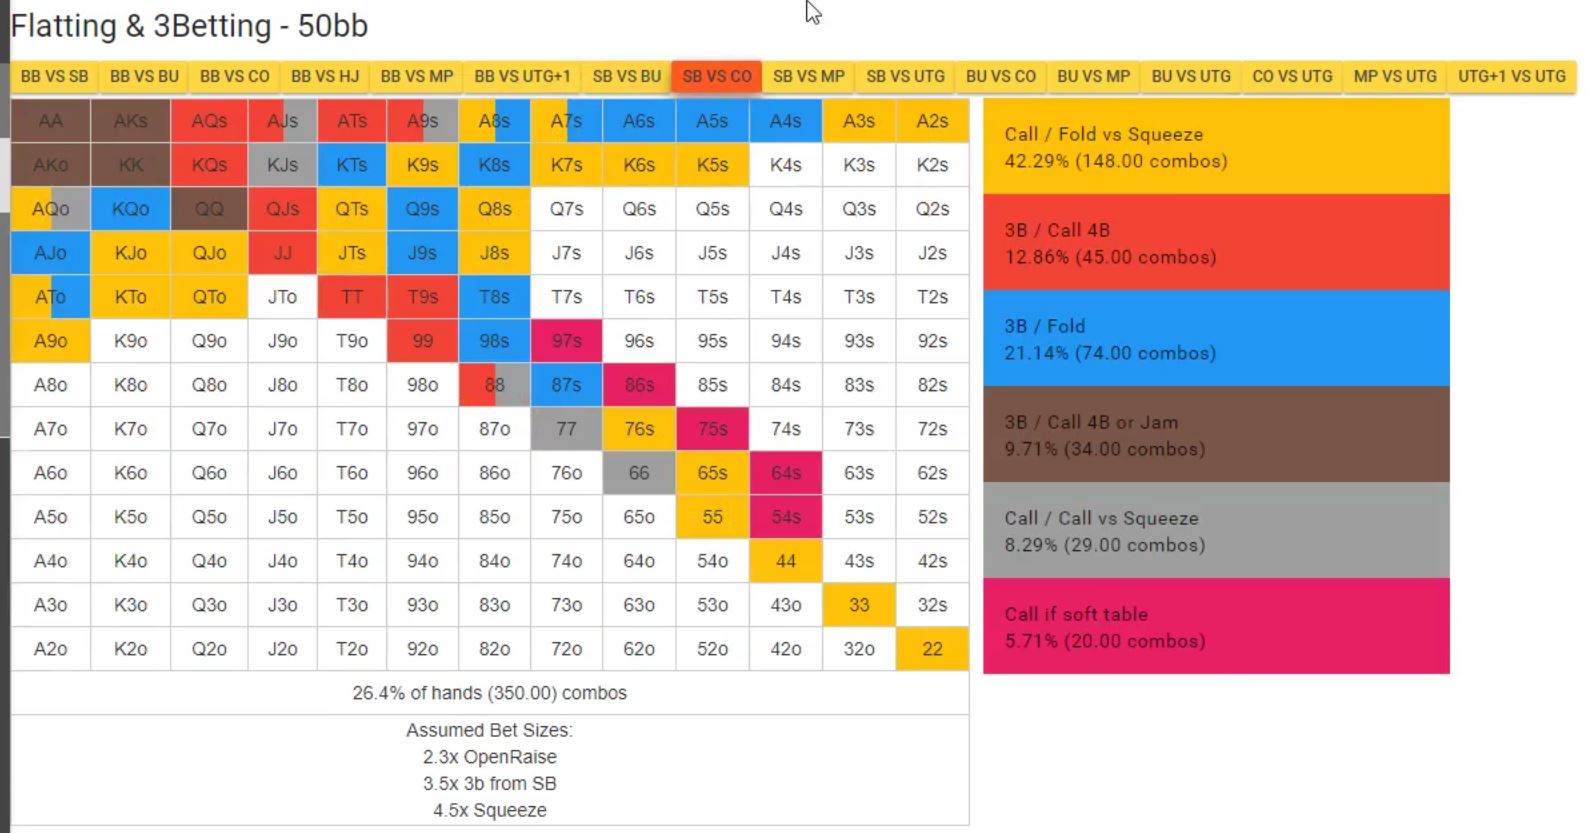 Flatting & 3Betting - 50bb
BB VS SB BB VS BU BB VS CO BB VS HJ BB VS MP BB VS UTG+1 SB VS BU SB VS CO SB VS MP SB VS UTG BU VS CO BU VS MP BU VS UTG CO VS UTG MP VS UTG UTG+1 VS UTG
AA AKs AQs AJs ATs A9s A8s A7s A6s A5s A4s A3s A2s
AKo KK KQs KJs KTs K9s K8s K7s K6s K5s K4s K3s K2s
AQo KQo QQ QJs QTs Q9s Q8s Q7s Q6s Q5s Q4s Q3s Q2s
AJo KJo QJo JJ JTs J9s J8s J7s J6s J5s J4s J3s J2s
ATo KTo QTo JTo TT T9s T8s T7s T6s T5s T4s T3s T2s
A9o K9o Q9o J9o T9o 99 98s 97s 96s 95s 94s 93s 92s
A8o K8o Q8o J8o T8o 98o 88 87s 86s 85s 84s 83s 82s
A7o K7o Q7o J7o T7o 97o 87o 77 76s 75s 74s 73s 72s
A6o K6o Q6o J6o T6o 96o 86o 76o 66 65s 64s 63s 62s
A5o K5o Q5o J5o T5o 95o 85o 75o 65o 55 54s 53s 52s
A4o K4o Q4o J4o T4o 94o 84o 74o 64o 54o 44 43s 42s
A3o K3o Q3o J3o T3o 93o 83o 73o 63o 53o 43o 33 32s
A2o K2o Q2o J2o T2o 92o 82o 72o 62o 52o 42o 32o 22
26.4% of hands (350.00) combos
Assumed Bet Sizes:
2.3x OpenRaise
3.5x 3b from SB
4.5x Squeeze
Call / Fold vs Squeeze
42.29% (148.00 combos)
3B / Call 4B
12.86% (45.00 combos)
3B / Fold
21.14% (74.00 combos)
3B / Call 4B or Jam
9.71% (34.00 combos)
Call / Call vs Squeeze
8.29% (29.00 combos)
Call if soft table
5.71% (20.00 combos)